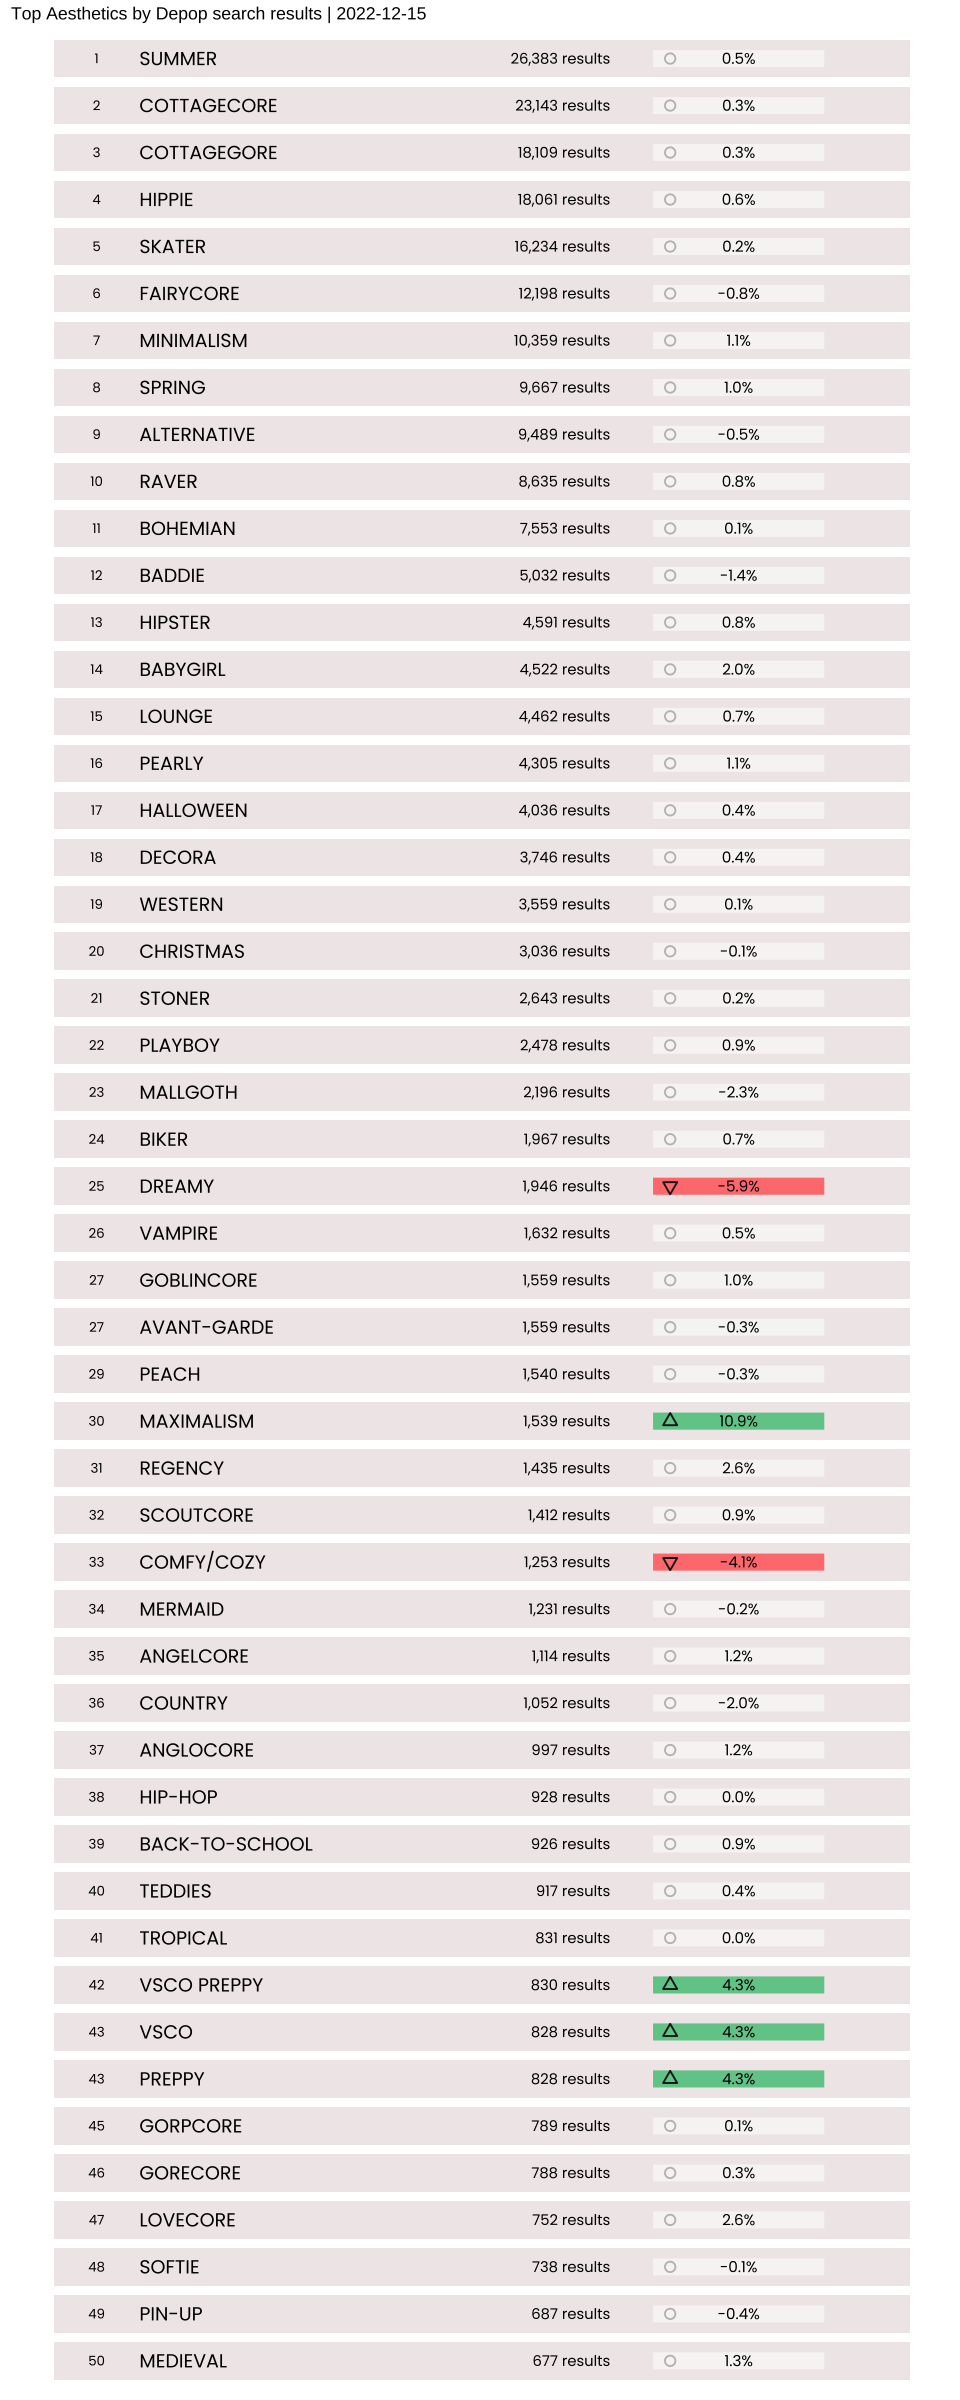 Top Aesthetics by Depop search results | 2022-12-15
1 SUMMER 26,383 results 0.5%
2 COTTAGECORE 23,143 results 0.3%
3 COTTAGEGORE 18,109 results 0.3%
4 HIPPIE 18,061 results 0.6%
5 SKATER 16,234 results 0.2%
6 FAIRYCORE 12,198 results -0.8%
7 MINIMALISM 10,359 results 1.1%
8 SPRING 9,667 results 1.0%
9 ALTERNATIVE 9,489 results -0.5%
10 RAVER 8,635 results 0.8%
11 BOHEMIAN 7,553 results 0.1%
12 BADDIE 5,032 results -1.4%
13 HIPSTER 4,591 results 0.8%
14 BABYGIRL 4,522 results 2.0%
15 LOUNGE 4,462 results 0.7%
16 PEARLY 4,305 results 1.1%
17 HALLOWEEN 4,036 results 0.4%
18 DECORA 3,746 results 0.4%
19 WESTERN 3,559 results 0.1%
20 CHRISTMAS 3,036 results -0.1%
21 STONER 2,643 results 0.2%
22 PLAYBOY 2,478 results 0.9%
23 MALLGOTH 2,196 results -2.3%
24 BIKER 1,967 results 0.7%
25 DREAMY 1,946 results -5.9%
26 VAMPIRE 1,632 results 0.5%
27 GOBLINCORE 1,559 results 1.0%
27 AVANT-GARDE 1,559 results -0.3%
29 PEACH 1,540 results -0.3%
30 MAXIMALISM 1,539 results 10.9%
31 REGENCY 1,435 results 2.6%
32 SCOUTCORE 1,412 results 0.9%
33 COMFY/COZY 1,253 results -4.1%
34 MERMAID 1,231 results -0.2%
35 ANGELCORE 1,114 results 1.2%
36 COUNTRY 1,052 results -2.0%
37 ANGLOCORE 997 results 1.2%
38 HIP-HOP 928 results 0.0%
39 BACK-TO-SCHOOL 926 results 0.9%
40 TEDDIES 917 results 0.4%
41 TROPICAL 831 results 0.0%
42 VSCO PREPPY 830 results 4.3%
43 VSCO 828 results 4.3%
43 PREPPY 828 results 4.3%
45 GORPCORE 789 results 0.1%
46 GORECORE 788 results 0.3%
47 LOVECORE 752 results 2.6%
48 SOFTIE 738 results -0.1%
49 PIN-UP 687 results -0.4%
50 MEDIEVAL 677 results 1.3%